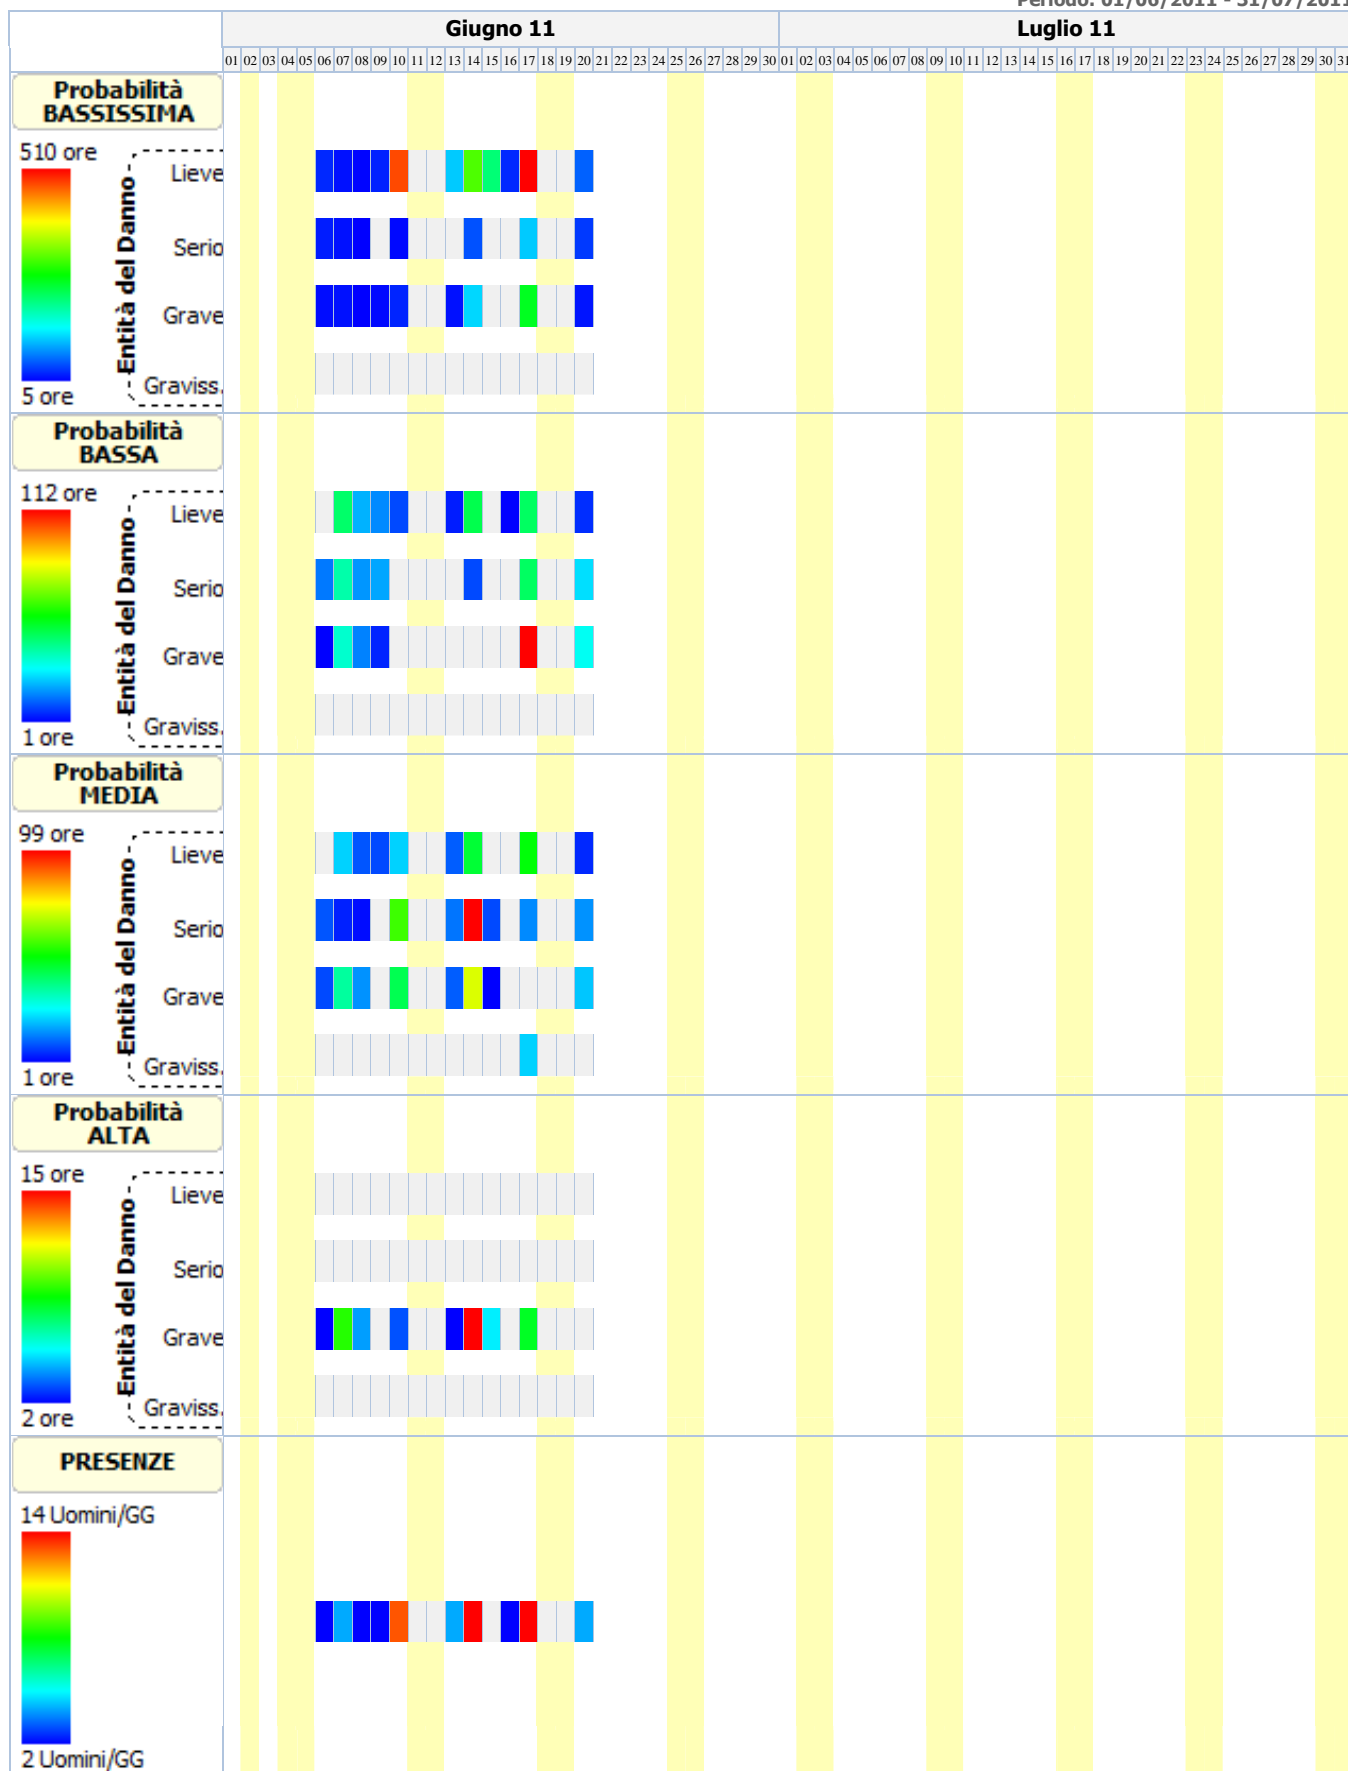 Periodo: 01/06/2011 - 31/07/2011
Giugno 11 Luglio 11
01 02 03 04 05 06 07 08 09 10 11 12 13 14 15 16 17 18 19 20 21 22 23 24 25 26 27 28 29 30 01 02 03 04 05 06 07 08 09 10 11 12 13 14 15 16 17 18 19 20 21 22 23 24 25 26 27 28 29 30 31
Probabilità
BASSISSIMA
510 ore
Entità del Danno
Lieve
Serio
Grave
Graviss.
5 ore
Probabilità
BASSA
112 ore
Entità del Danno
Lieve
Serio
Grave
Graviss.
1 ore
Probabilità
MEDIA
99 ore
Entità del Danno
Lieve
Serio
Grave
Graviss.
1 ore
Probabilità
ALTA
15 ore
Entità del Danno
Lieve
Serio
Grave
Graviss.
2 ore
PRESENZE
14 Uomini/GG
2 Uomini/GG